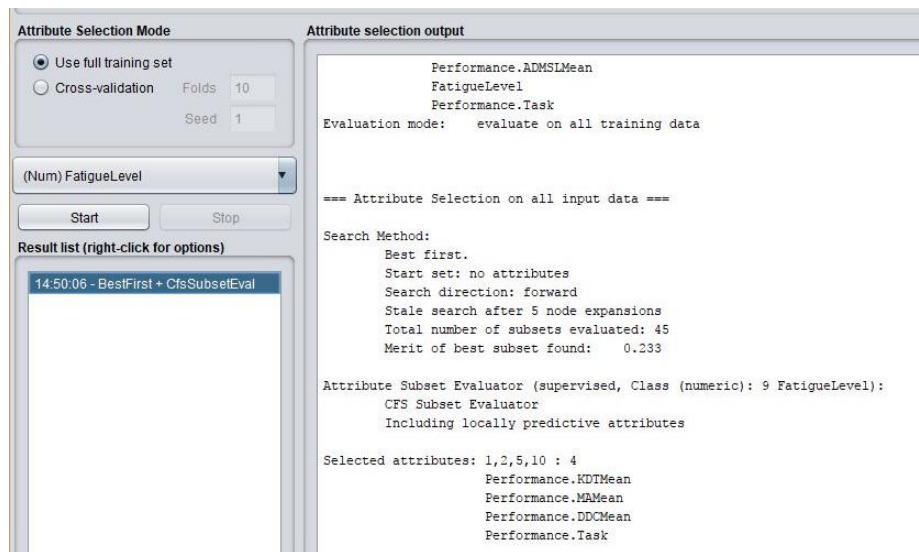 Attribute Selection Mode
Use full training set
Cross-validation Folds 10
Seed 1
(Num) FatigueLevel
Start Stop
Result list (right-click for options)
14:50:06 - BestFirst + CfsSubsetEval
Attribute selection output
Performance.ADMSLMean
FatigueLevel
Performance.Task
Evaluation mode: evaluate on all training data
=== Attribute Selection on all input data ===
Search Method:
Best first.
Start set: no attributes
Search direction: forward
Stale search after 5 node expansions
Total number of subsets evaluated: 45
Merit of best subset found: 0.233
Attribute Subset Evaluator (supervised, Class (numeric): 9 FatigueLevel):
CFS Subset Evaluator
Including locally predictive attributes
Selected attributes: 1,2,5,10 : 4
Performance.KDTMean
Performance.MAMean
Performance.DDCMean
Performance.Task